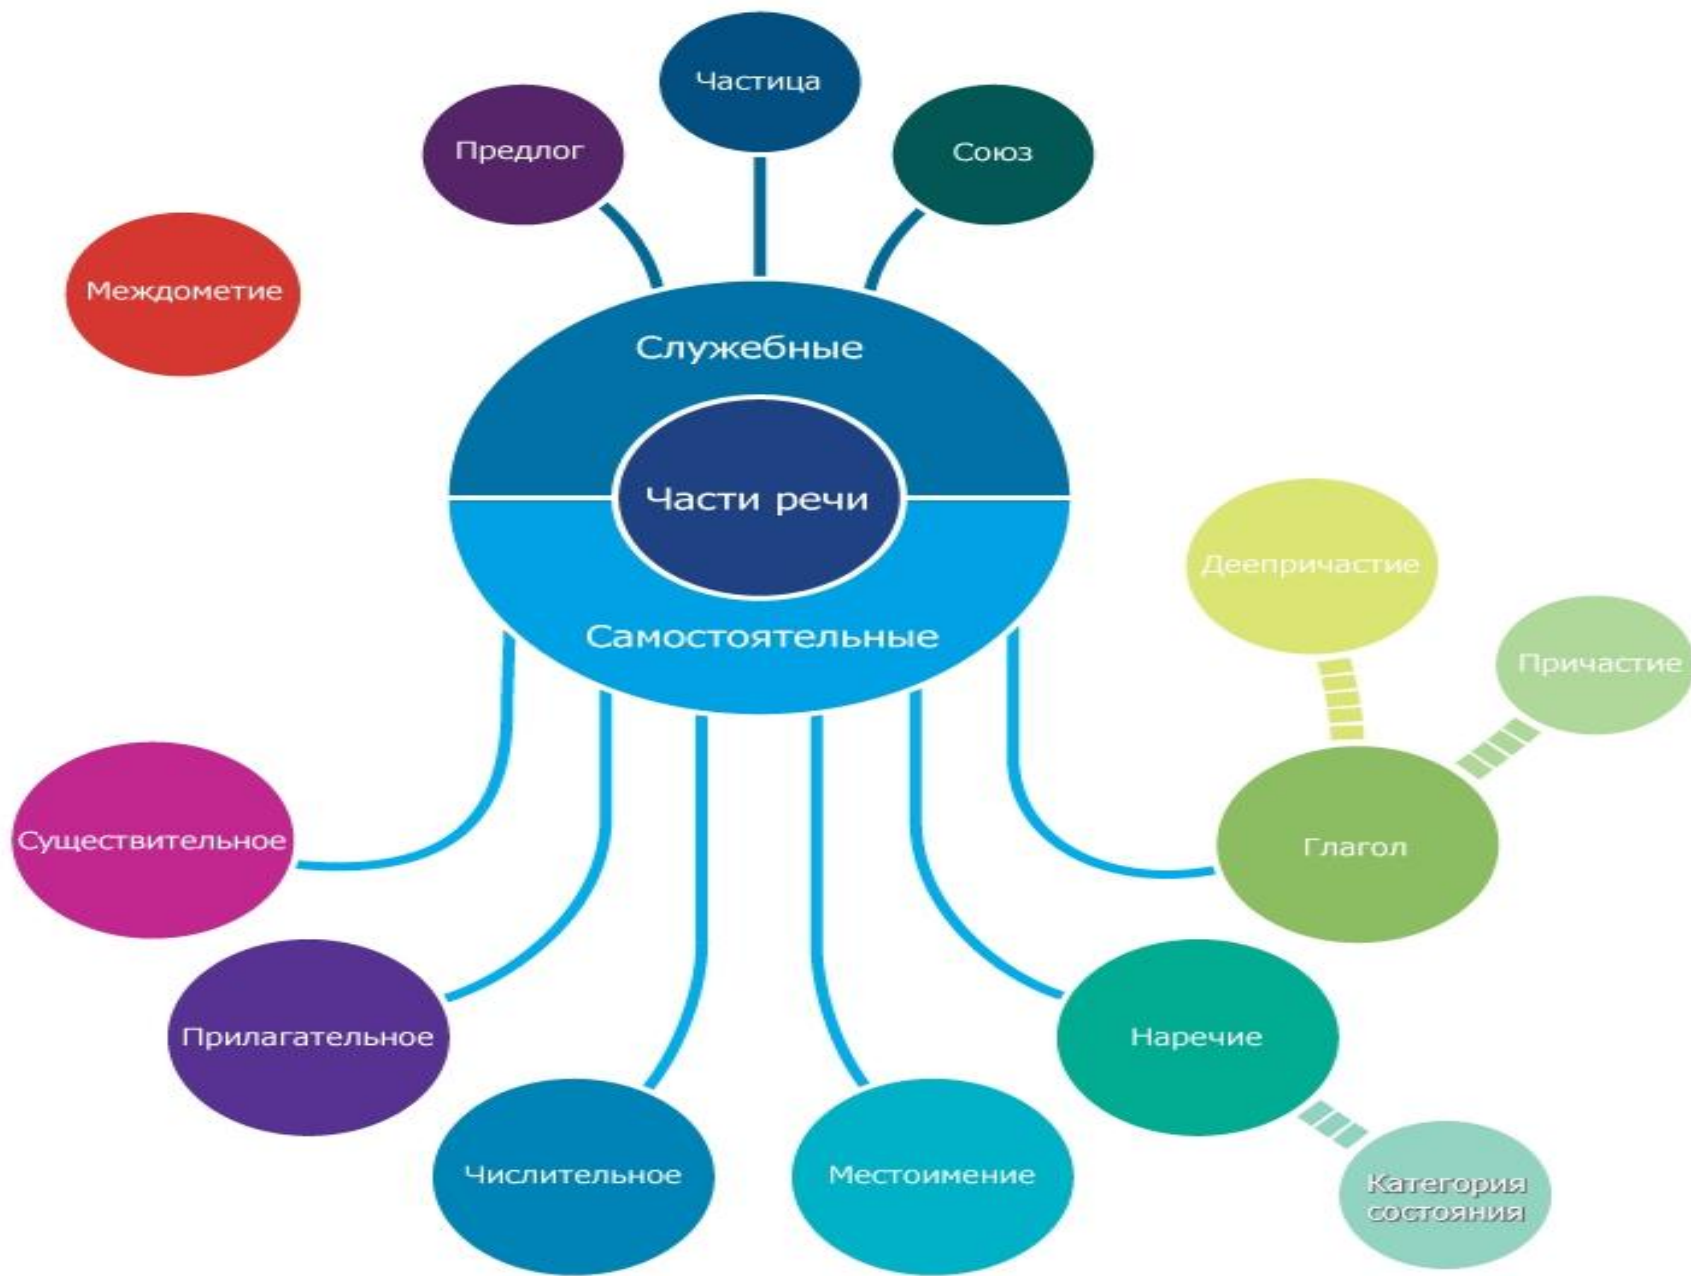 Частица
Предлог
Союз
Междометие
Служебные
Части речи
Самостоятельные
Деепричастие
Причастие
Существительное
Глагол
Прилагательное
Наречие
Числительное
Местоимение
Категория
состояния